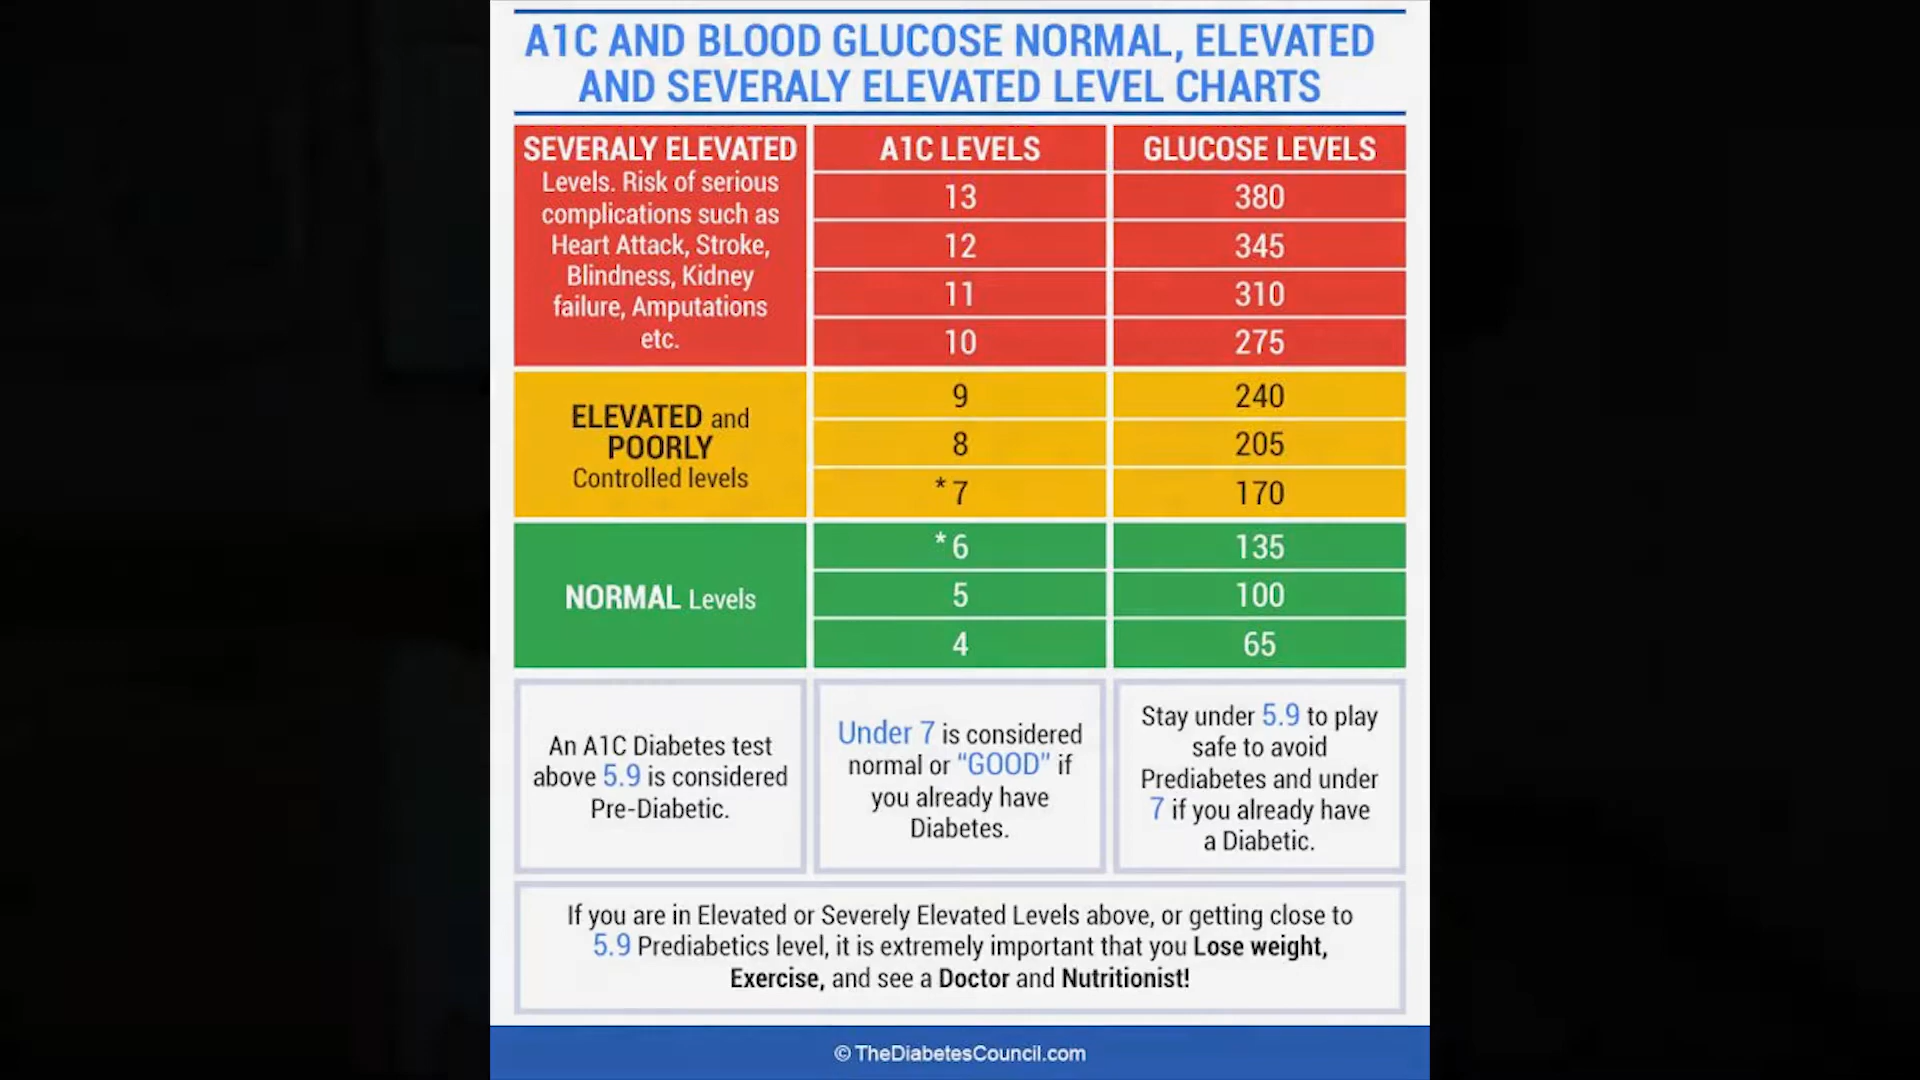 A1C AND BLOOD GLUCOSE NORMAL, ELEVATED
AND SEVERALY ELEVATED LEVEL CHARTS
SEVERALY ELEVATED
Levels. Risk of serious
complications such as
Heart Attack, Stroke,
Blindness, Kidney
failure, Amputations
etc.
A1C LEVELS
GLUCOSE LEVELS
13
380
12
345
11
310
10
275
ELEVATED and
POORLY
Controlled levels
9
240
8
205
*7
170
NORMAL Levels
*6
135
5
100
4
65
An A1C Diabetes test
above 5.9 is considered
Pre-Diabetic.
Under 7 is considered
normal or “GOOD” if
you already have
Diabetes.
Stay under 5.9 to play
safe to avoid
Prediabetes and under
7 if you already have
a Diabetic.
If you are in Elevated or Severely Elevated Levels above, or getting close to
5.9 Prediabetics level, it is extremely important that you Lose weight,
Exercise, and see a Doctor and Nutritionist!
© TheDiabetesCouncil.com